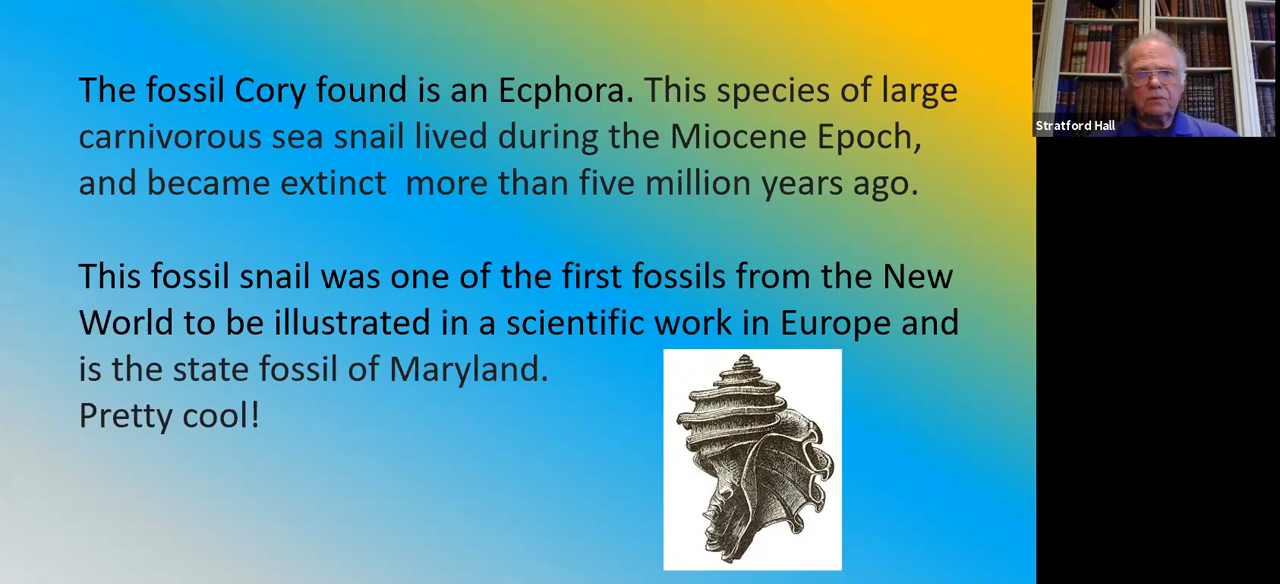 The fossil Cory found is an Ecphora. This species of large
carnivorous sea snail lived during the Miocene Epoch,
and became extinct  more than five million years ago.
This fossil snail was one of the first fossils from the New
World to be illustrated in a scientific work in Europe and
is the state fossil of Maryland.
Pretty cool!
Stratford Hall